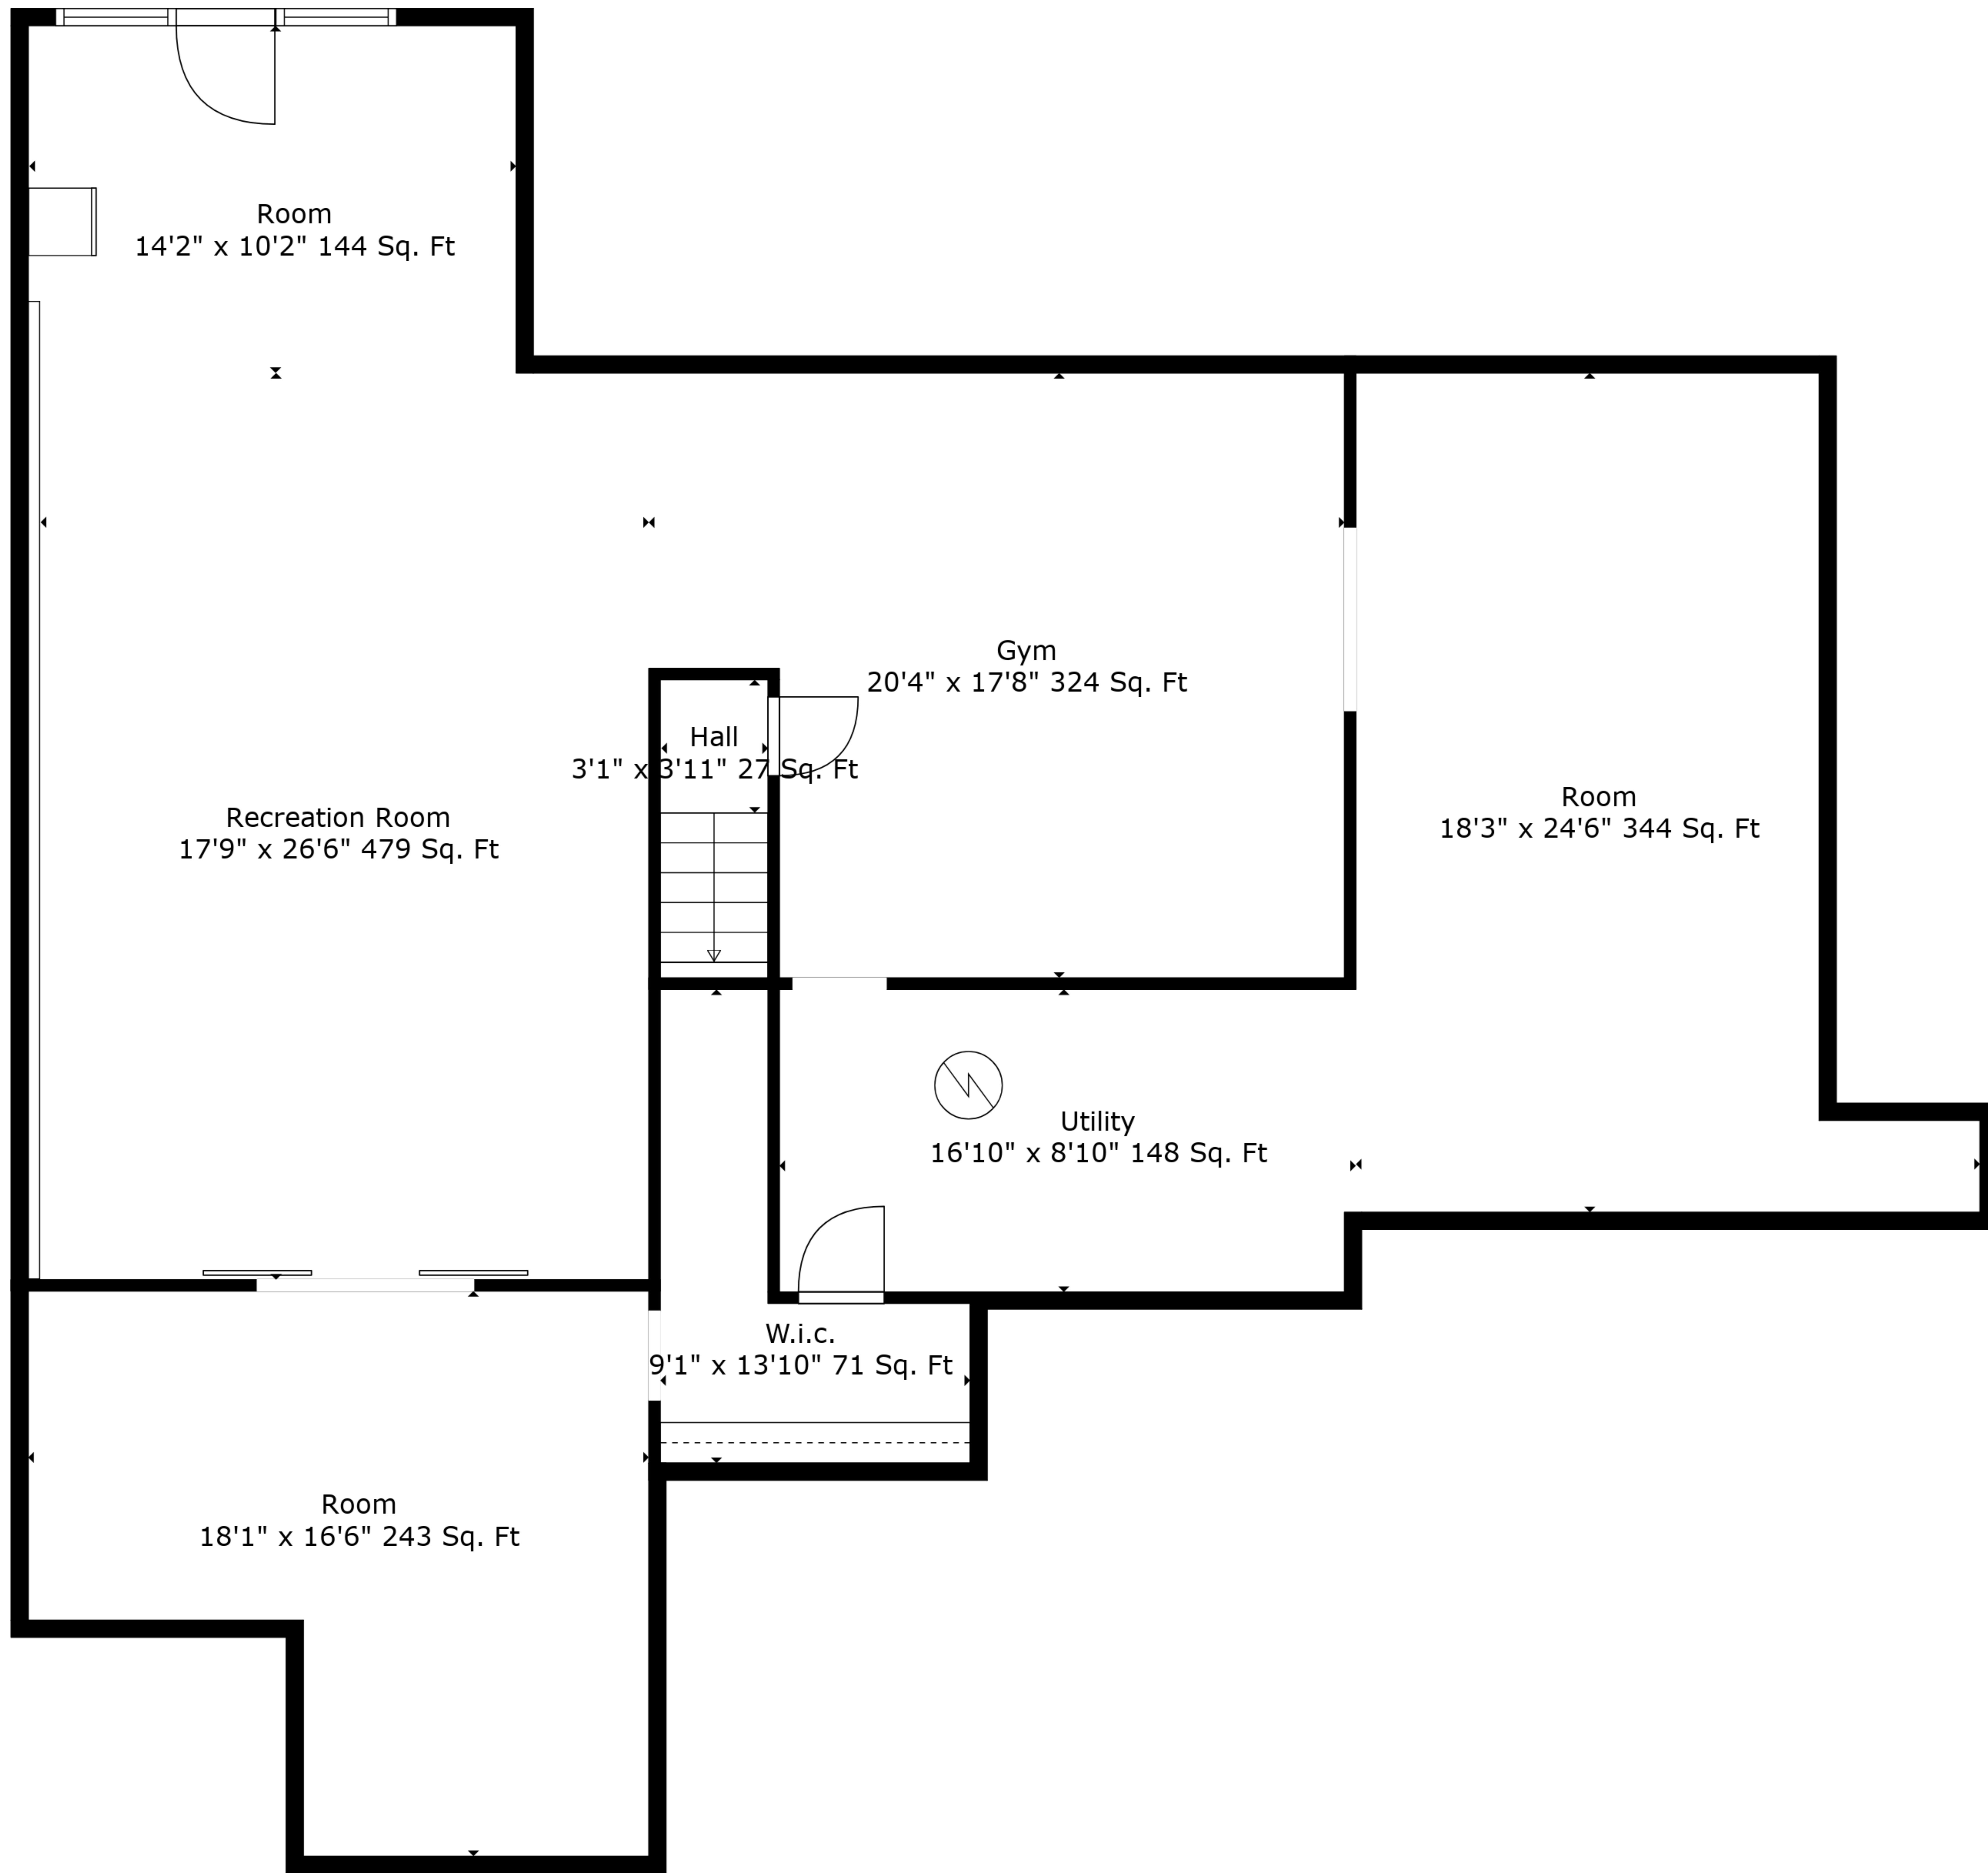 Room
14'2" x 10'2" 144 Sq. Ft
Gym
20'4" x 17'8" 324 Sq. Ft
Hall
3'1" x 3'11" 27 Sq. Ft
Recreation Room
17'9" x 26'6" 479 Sq. Ft
Room
18'3" x 24'6" 344 Sq. Ft
Utility
16'10" x 8'10" 148 Sq. Ft
W.i.c.
9'1" x 13'10" 71 Sq. Ft
Room
18'1" x 16'6" 243 Sq. Ft